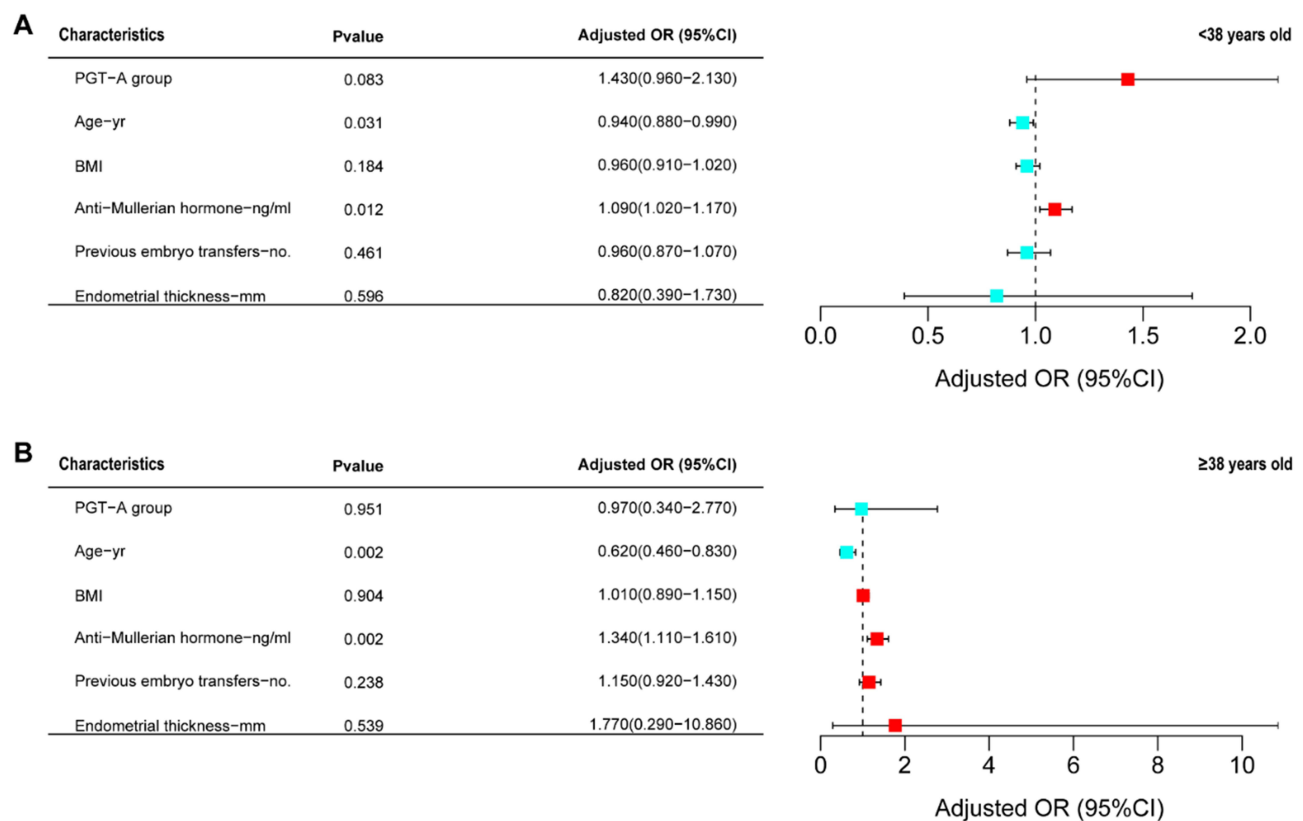 A
Characteristics Pvalue Adjusted OR (95%CI) <38 years old
PGT−A group 0.083 1.430(0.960−2.130)
Age−yr 0.031 0.940(0.880−0.990)
BMI 0.184 0.960(0.910−1.020)
Anti−Mullerian hormone−ng/ml 0.012 1.090(1.020−1.170)
Previous embryo transfers−no. 0.461 0.960(0.870−1.070)
Endometrial thickness−mm 0.596 0.820(0.390−1.730)
0.0 0.5 1.0 1.5 2.0
Adjusted OR (95%CI)
B
Characteristics Pvalue Adjusted OR (95%CI) ≥38 years old
PGT−A group 0.951 0.970(0.340−2.770)
Age−yr 0.002 0.620(0.460−0.830)
BMI 0.904 1.010(0.890−1.150)
Anti−Mullerian hormone−ng/ml 0.002 1.340(1.110−1.610)
Previous embryo transfers−no. 0.238 1.150(0.920−1.430)
Endometrial thickness−mm 0.539 1.770(0.290−10.860)
0 2 4 6 8 10
Adjusted OR (95%CI)